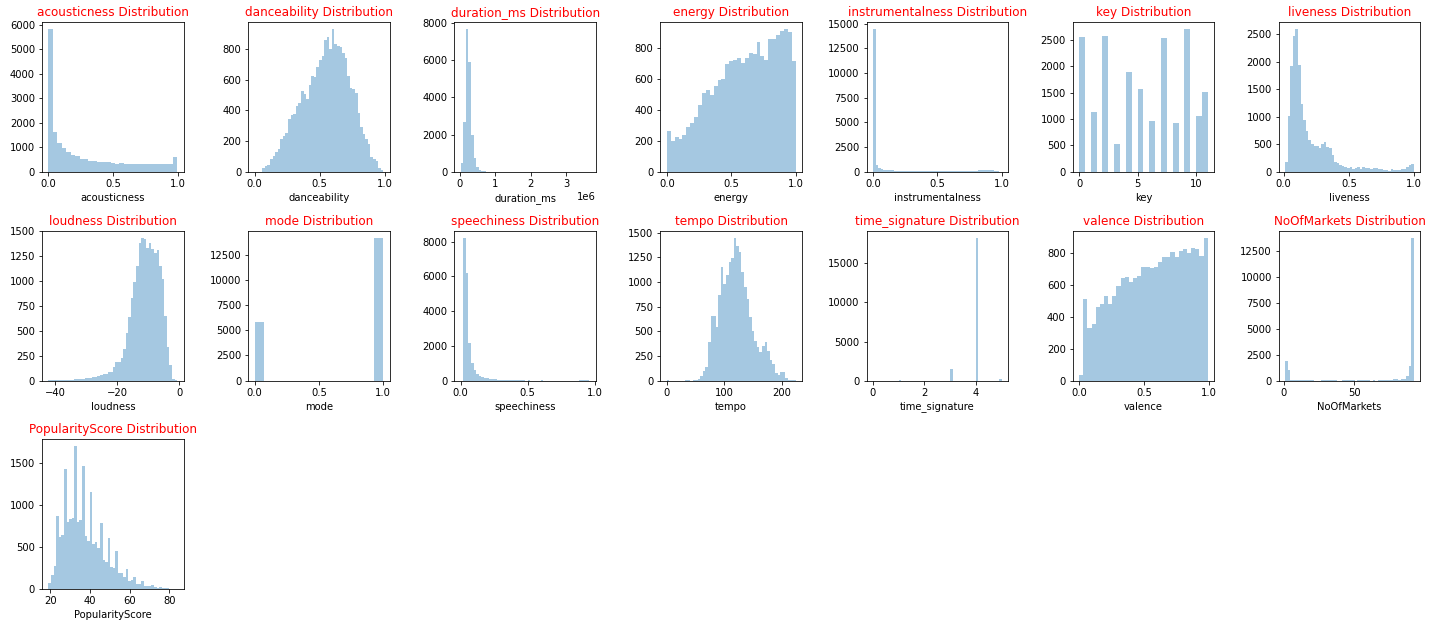 acousticness Distribution
6000
5000
4000
3000
2000
1000
0
0.0 0.5 1.0
acousticness
danceability Distribution
800
600
400
200
0
0.0 0.5 1.0
danceability
duration_ms Distribution
8000
6000
4000
2000
0
0 1 2 3
1e6
duration_ms
energy Distribution
800
600
400
200
0
0.0 0.5 1.0
energy
instrumentalness Distribution
15000
12500
10000
7500
5000
2500
0
0.0 0.5 1.0
instrumentalness
key Distribution
2500
2000
1500
1000
500
0
0 5 10
key
liveness Distribution
2500
2000
1500
1000
500
0
0.0 0.5 1.0
liveness
loudness Distribution
1500
1250
1000
750
500
250
0
−40 −20 0
loudness
mode Distribution
12500
10000
7500
5000
2500
0
0.0 0.5 1.0
mode
speechiness Distribution
8000
6000
4000
2000
0
0.0 0.5 1.0
speechiness
tempo Distribution
1500
1250
1000
750
500
250
0
0 100 200
tempo
time_signature Distribution
15000
10000
5000
0
0 2 4
time_signature
valence Distribution
800
600
400
200
0
0.0 0.5 1.0
valence
NoOfMarkets Distribution
12500
10000
7500
5000
2500
0
0 50
NoOfMarkets
PopularityScore Distribution
1500
1000
500
0
20 40 60 80
PopularityScore